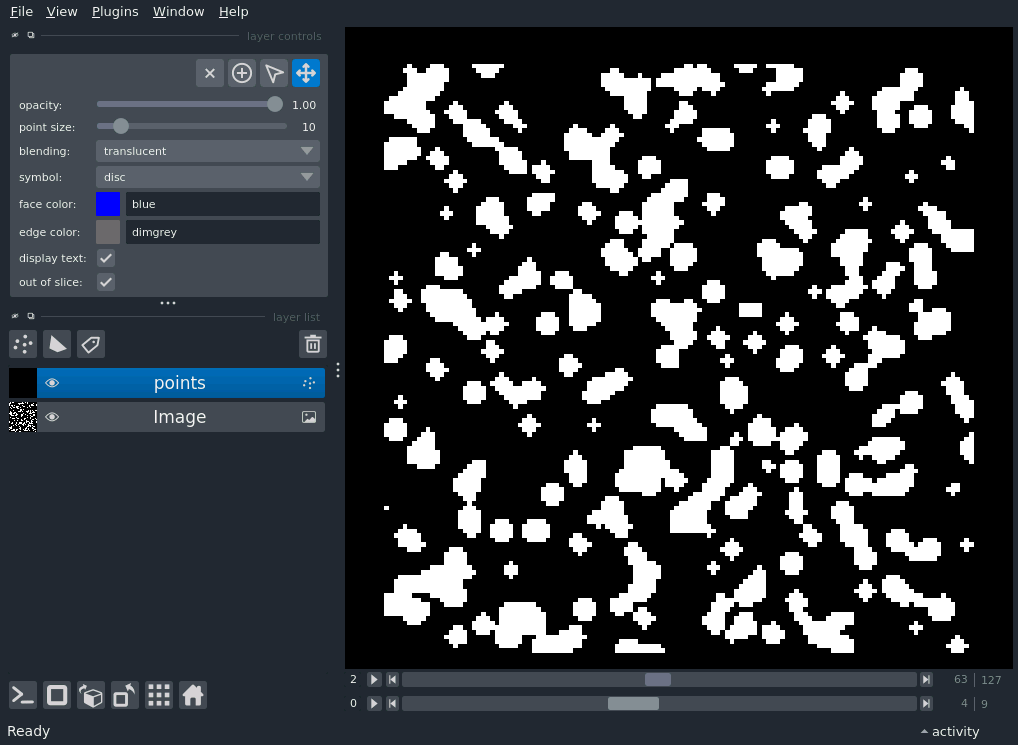 File View Plugins Window Help
layer controls
opacity: 1.00
point size: 10
blending: translucent
symbol: disc
face color: blue
edge color: dimgrey
display text:
out of slice:
layer list
points
Image
2 63 127
0 4 9
Ready activity